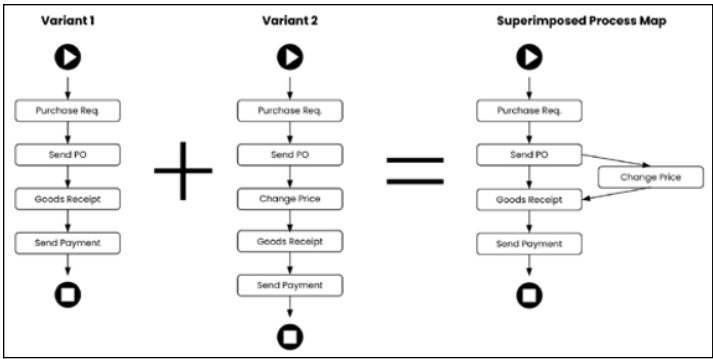 Variant 1
Variant 2
Superimposed Process Map
Purchase Req.
Send PO
Goods Receipt
Send Payment
Purchase Req.
Send PO
Change Price
Goods Receipt
Send Payment
Purchase Req.
Send PO
Change Price
Goods Receipt
Send Payment